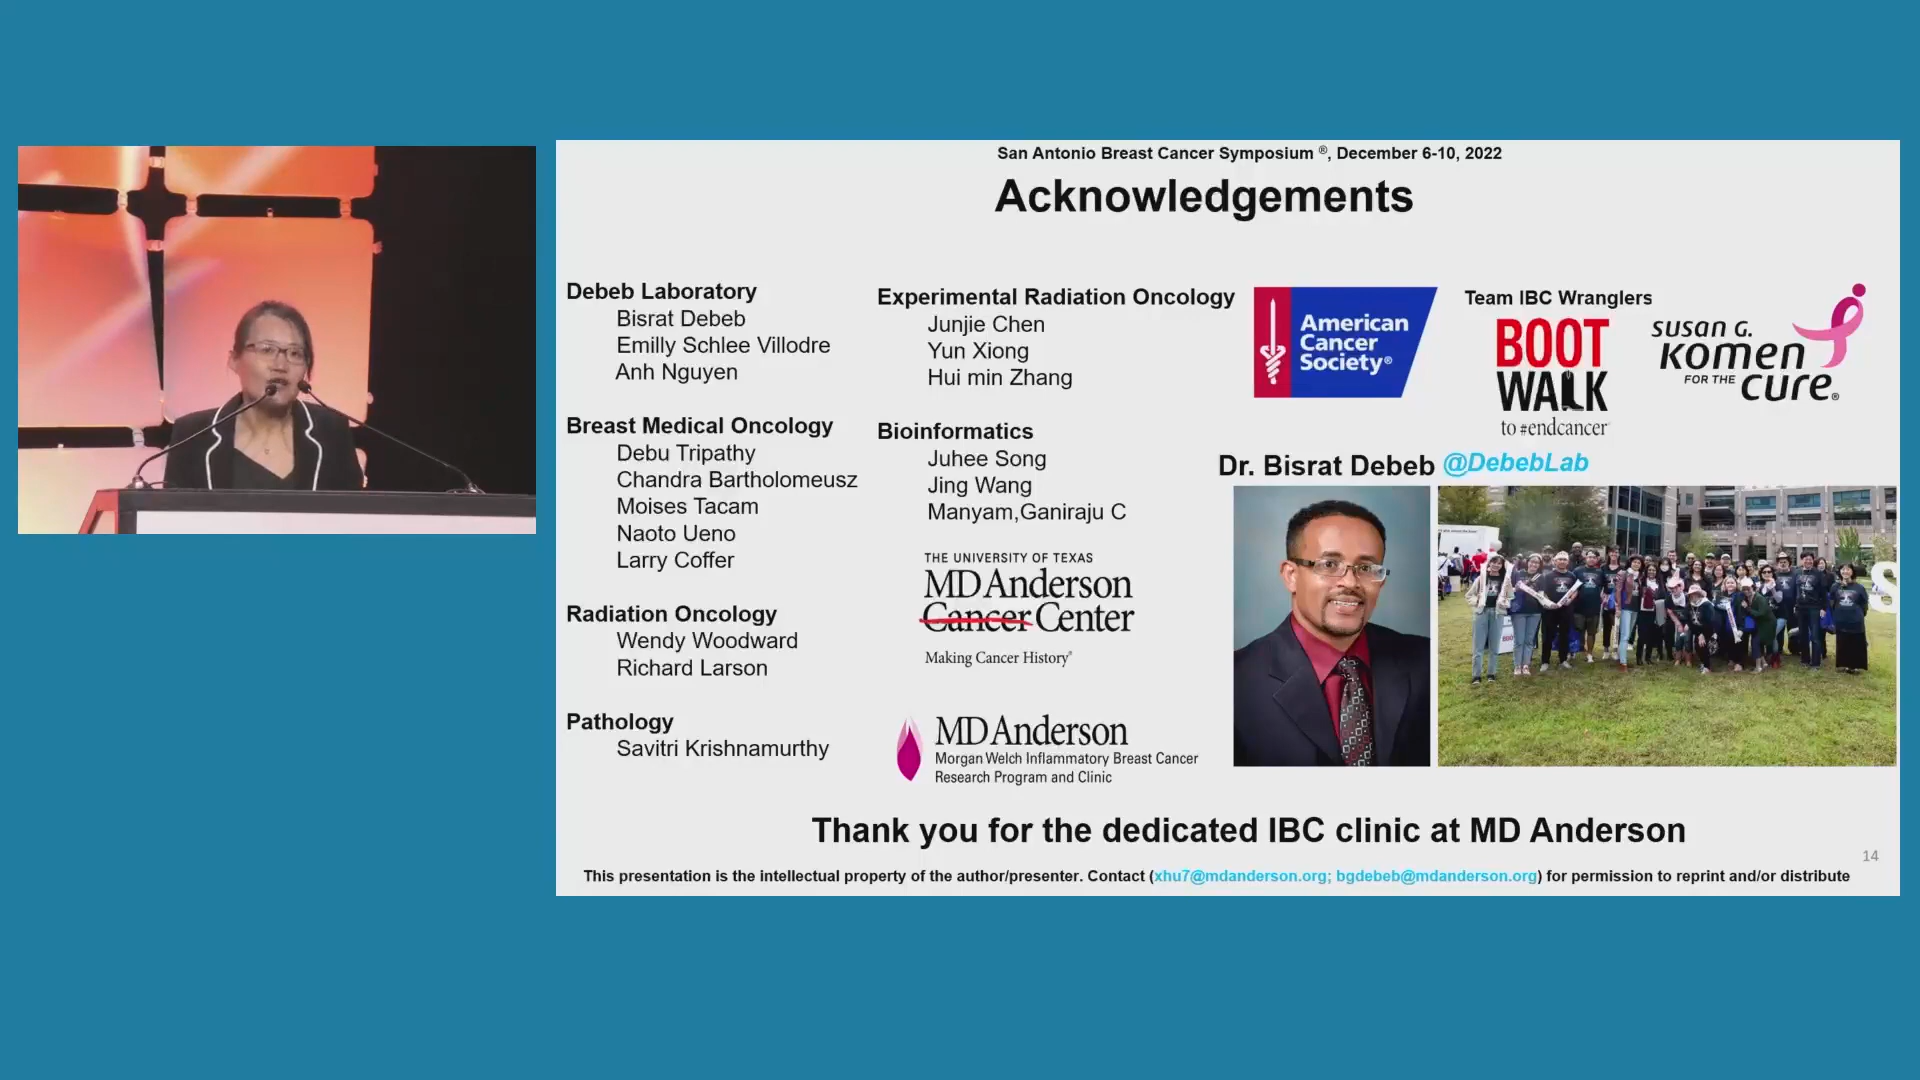 San Antonio Breast Cancer Symposium ®, December 6-10, 2022
Acknowledgements
Debeb Laboratory
Bisrat Debeb
Emilly Schlee Villodre
Anh Nguyen
Breast Medical Oncology
Debu Tripathy
Chandra Bartholomeusz
Moises Tacam
Naoto Ueno
Larry Coffer
Radiation Oncology
Wendy Woodward
Richard Larson
Pathology
Savitri Krishnamurthy
Experimental Radiation Oncology
Junjie Chen
Yun Xiong
Hui min Zhang
Bioinformatics
Juhee Song
Jing Wang
Manyam,Ganiraju C
THE UNIVERSITY OF TEXAS
MD Anderson
Cancer Center
Making Cancer History®
MD Anderson
Morgan Welch Inflammatory Breast Cancer
Research Program and Clinic
American
Cancer
Society®
Team IBC Wranglers
BOOT
WALK
to #endcancer
susan G.
komen
FOR THE cure®
Dr. Bisrat Debeb @DebebLab
Thank you for the dedicated IBC clinic at MD Anderson
14
This presentation is the intellectual property of the author/presenter. Contact (xhu7@mdanderson.org; bgdebeb@mdanderson.org) for permission to reprint and/or distribute